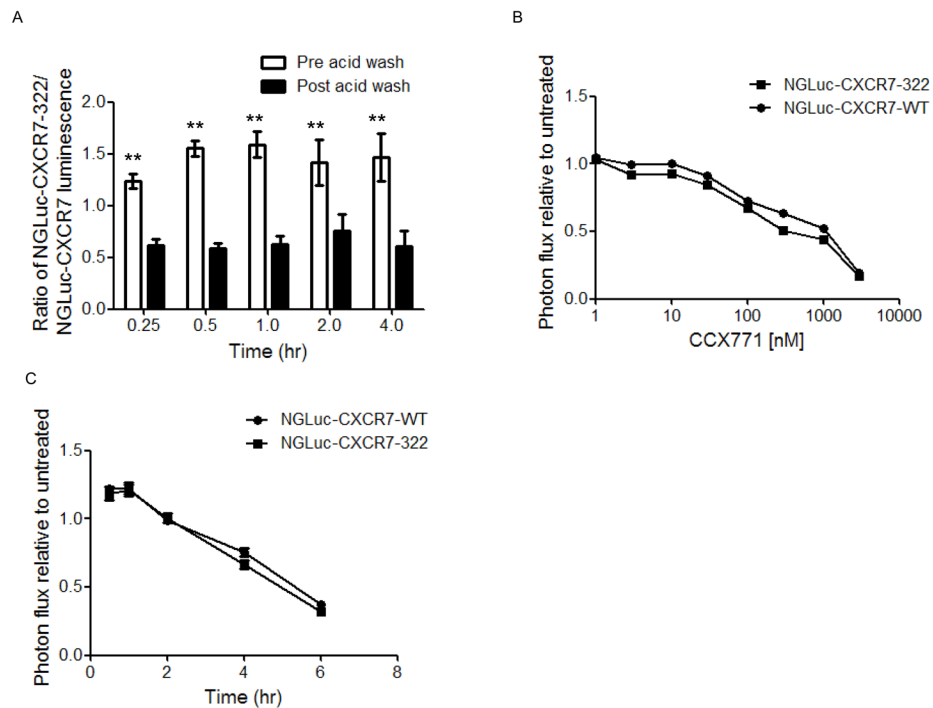 A
Pre acid wash
Post acid wash
Ratio of NGLuc-CXCR7-322/
NGLuc-CXCR7 luminescence
2.0
1.5
1.0
0.5
0.0
** ** ** ** **
0.25 0.5 1.0 2.0 4.0
Time (hr)
B
NGLuc-CXCR7-322
NGLuc-CXCR7-WT
Photon flux relative to untreated
1.5
1.0
0.5
0.0
1 10 100 1000 10000
CCX771 [nM]
C
NGLuc-CXCR7-WT
NGLuc-CXCR7-322
Photon flux relative to untreated
1.5
1.0
0.5
0.0
0 2 4 6 8
Time (hr)